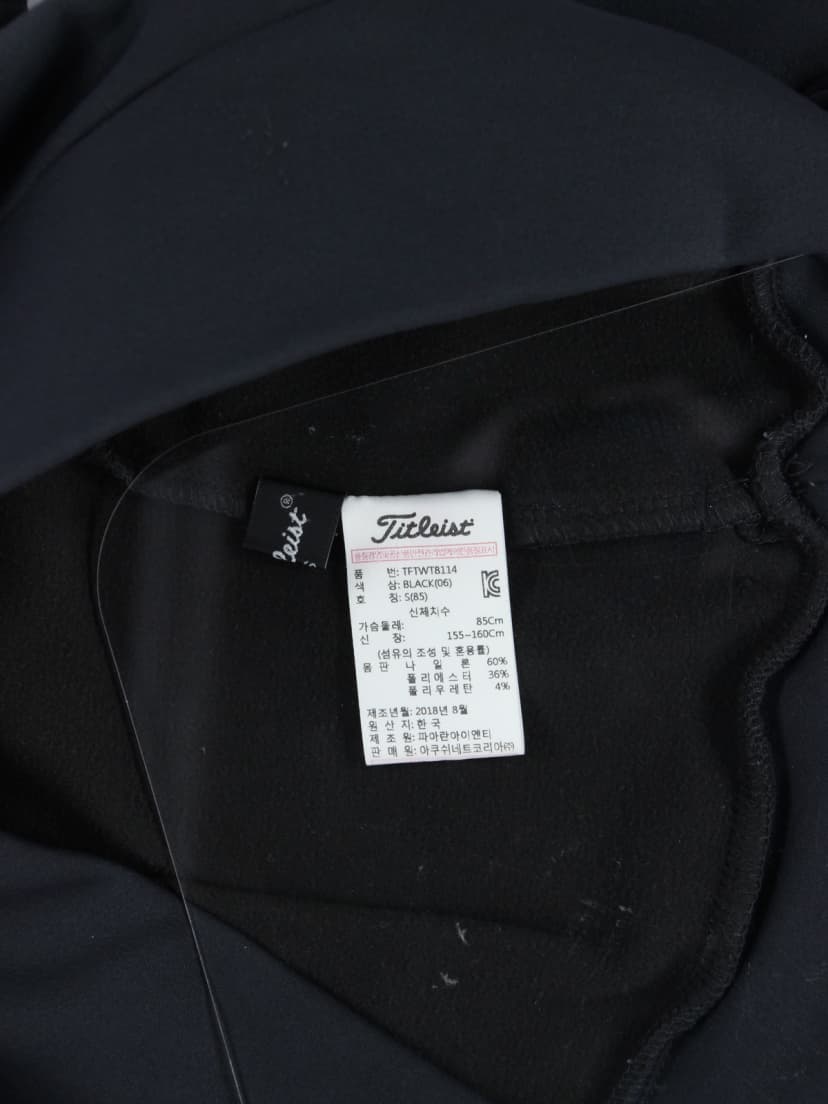 leist®
Titleist
품 번: TFTWT8114
색 상: BLACK(06)
호 칭: S(85)
신체치수
가슴둘레: 85Cm
신 장: 155~160Cm
(섬유의 조성 및 혼용률)
몸 판 나 일 론 60%
폴 리 에 스 터 36%
폴 리 우 레 탄 4%
제조년월: 2018년 8월
원 산 지: 한 국
제 조 원: 파아란아이엔티
판 매 원: 아쿠쉬네트코리아㈜